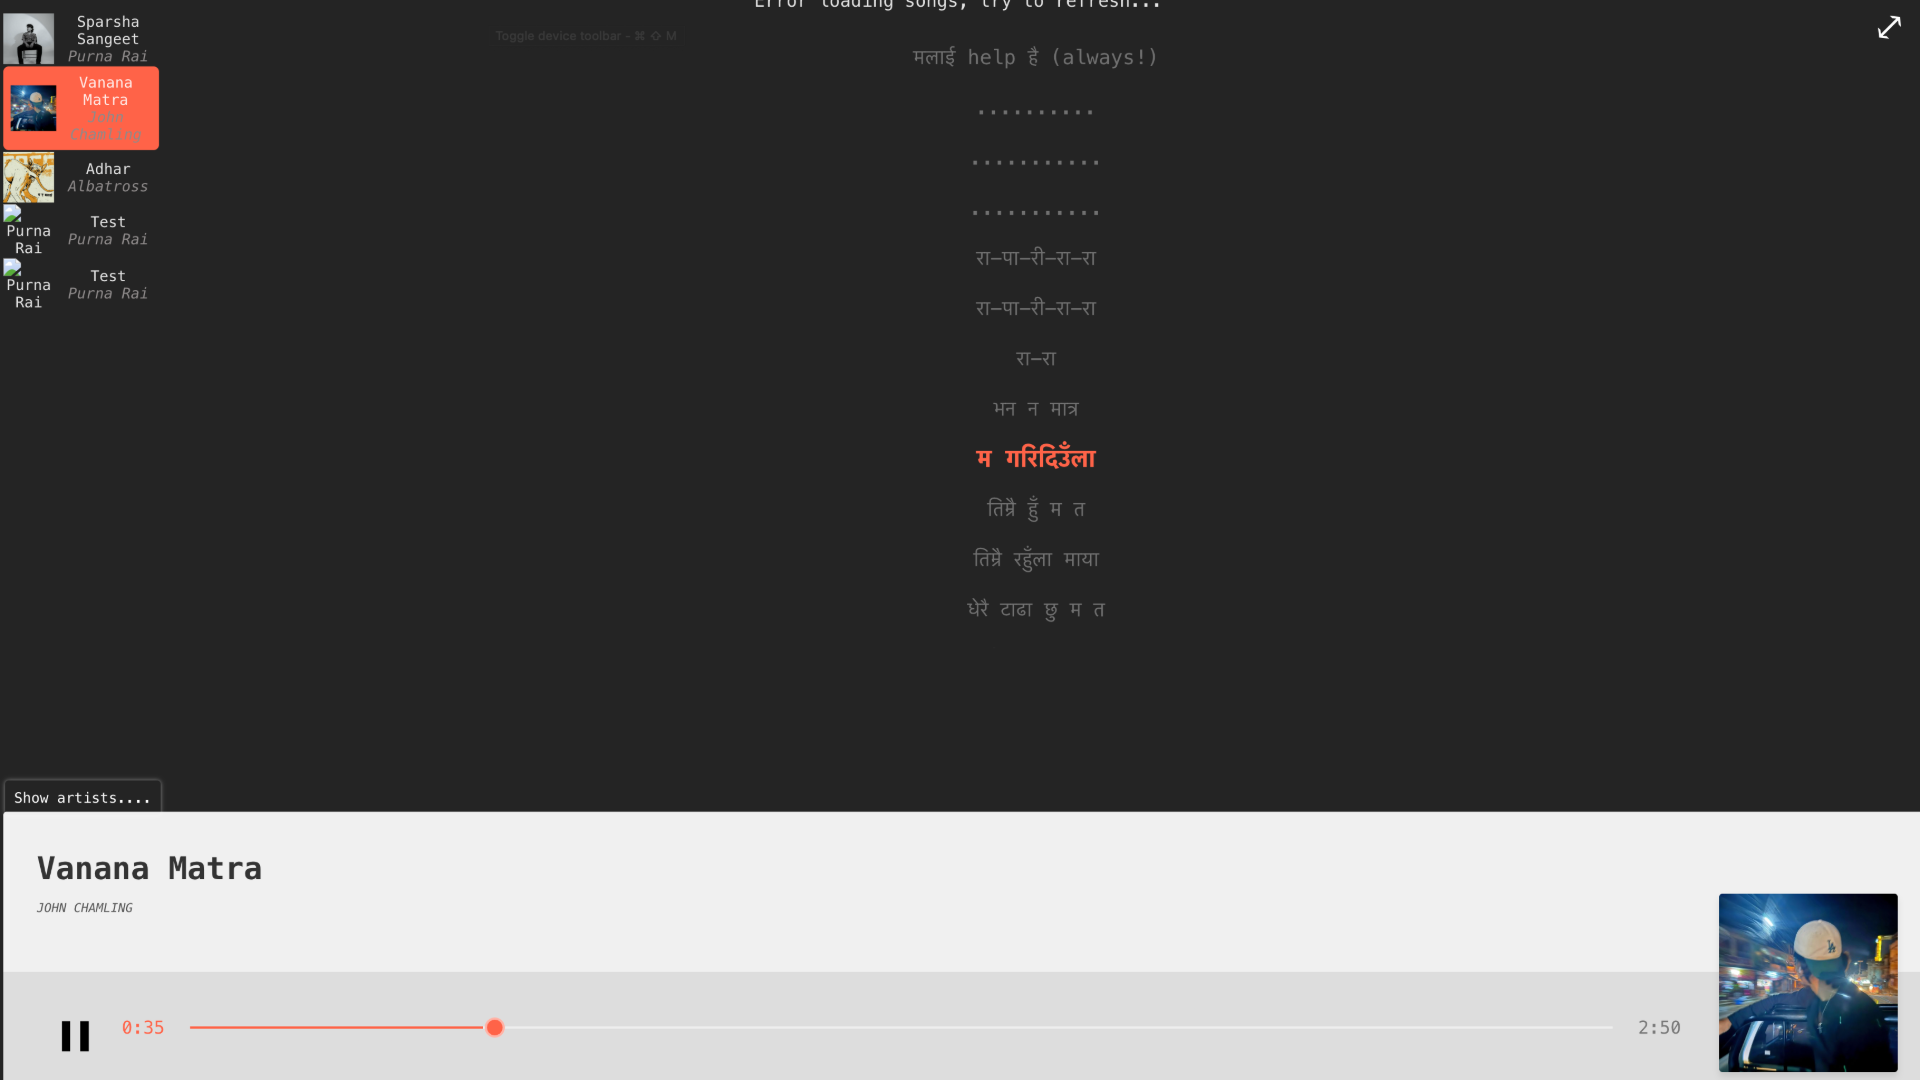 Error loading songs, try to refresh...
Sparsha
Sangeet
Purna Rai
Vanana
Matra
John
Chamling
Adhar
Albatross
Purna
Rai
Test
Purna Rai
Purna
Rai
Test
Purna Rai
Toggle device toolbar - ⌘ ⇧ M
मलाई help है (always!)
..........
...........
...........
रा–पा–री–रा–रा
रा–पा–री–रा–रा
रा–रा
भन न मात्र
म गरिदिउँला
तिम्रै हुँ म त
तिम्रै रहुँला माया
धेरै टाढा छु म त
Show artists....
Vanana Matra
JOHN CHAMLING
0:35
2:50
LA